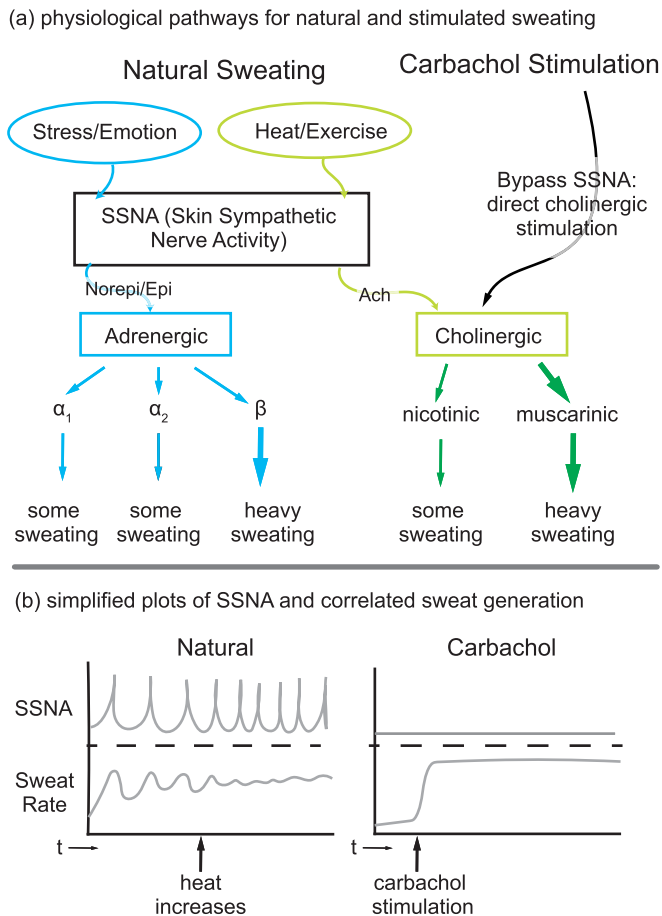 (a) physiological pathways for natural and stimulated sweating
Natural Sweating
Carbachol Stimulation
Stress/Emotion
Heat/Exercise
Bypass SSNA:
direct cholinergic
stimulation
SSNA (Skin Sympathetic
Nerve Activity)
Norepi/Epi
Ach
Adrenergic
Cholinergic
α1
α2
β
nicotinic
muscarinic
some
sweating
some
sweating
heavy
sweating
some
sweating
heavy
sweating
(b) simplified plots of SSNA and correlated sweat generation
Natural
Carbachol
SSNA
Sweat
Rate
t
t
heat
increases
carbachol
stimulation